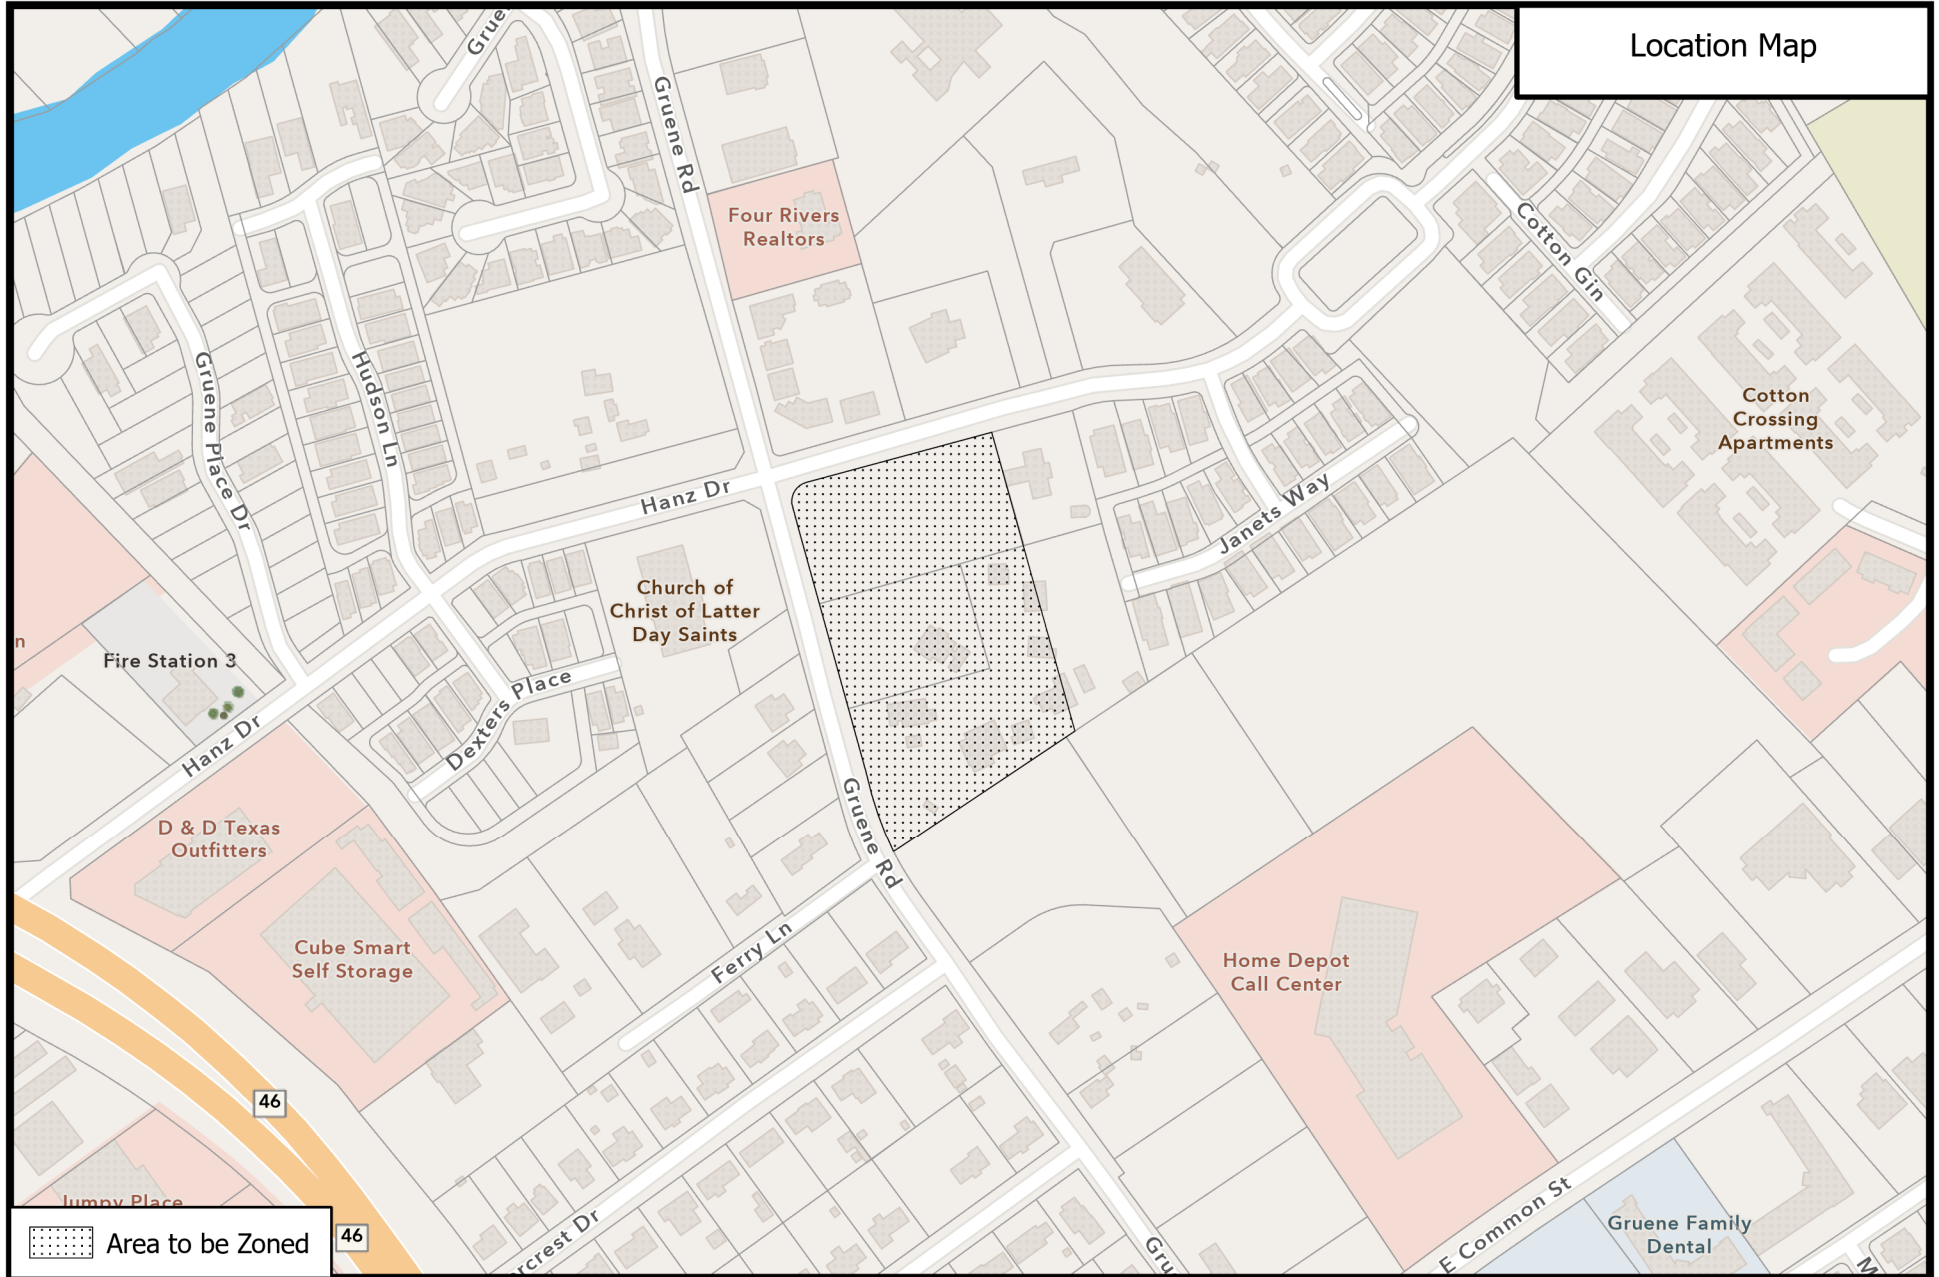 Location Map
Gruene Rd
Four Rivers
Realtors
Cotton Gin
Gruene Place Dr
Hudson Ln
Cotton
Crossing
Apartments
Hanz Dr
Janets Way
Church of
Christ of Latter
Day Saints
Fire Station 3
Dexters Place
Hanz Dr
Gruene Rd
D & D Texas
Outfitters
Cube Smart
Self Storage
Ferry Ln
Home Depot
Call Center
46
Jumpy Place
46
E Common St
Gruene Family
Dental
Area to be Zoned